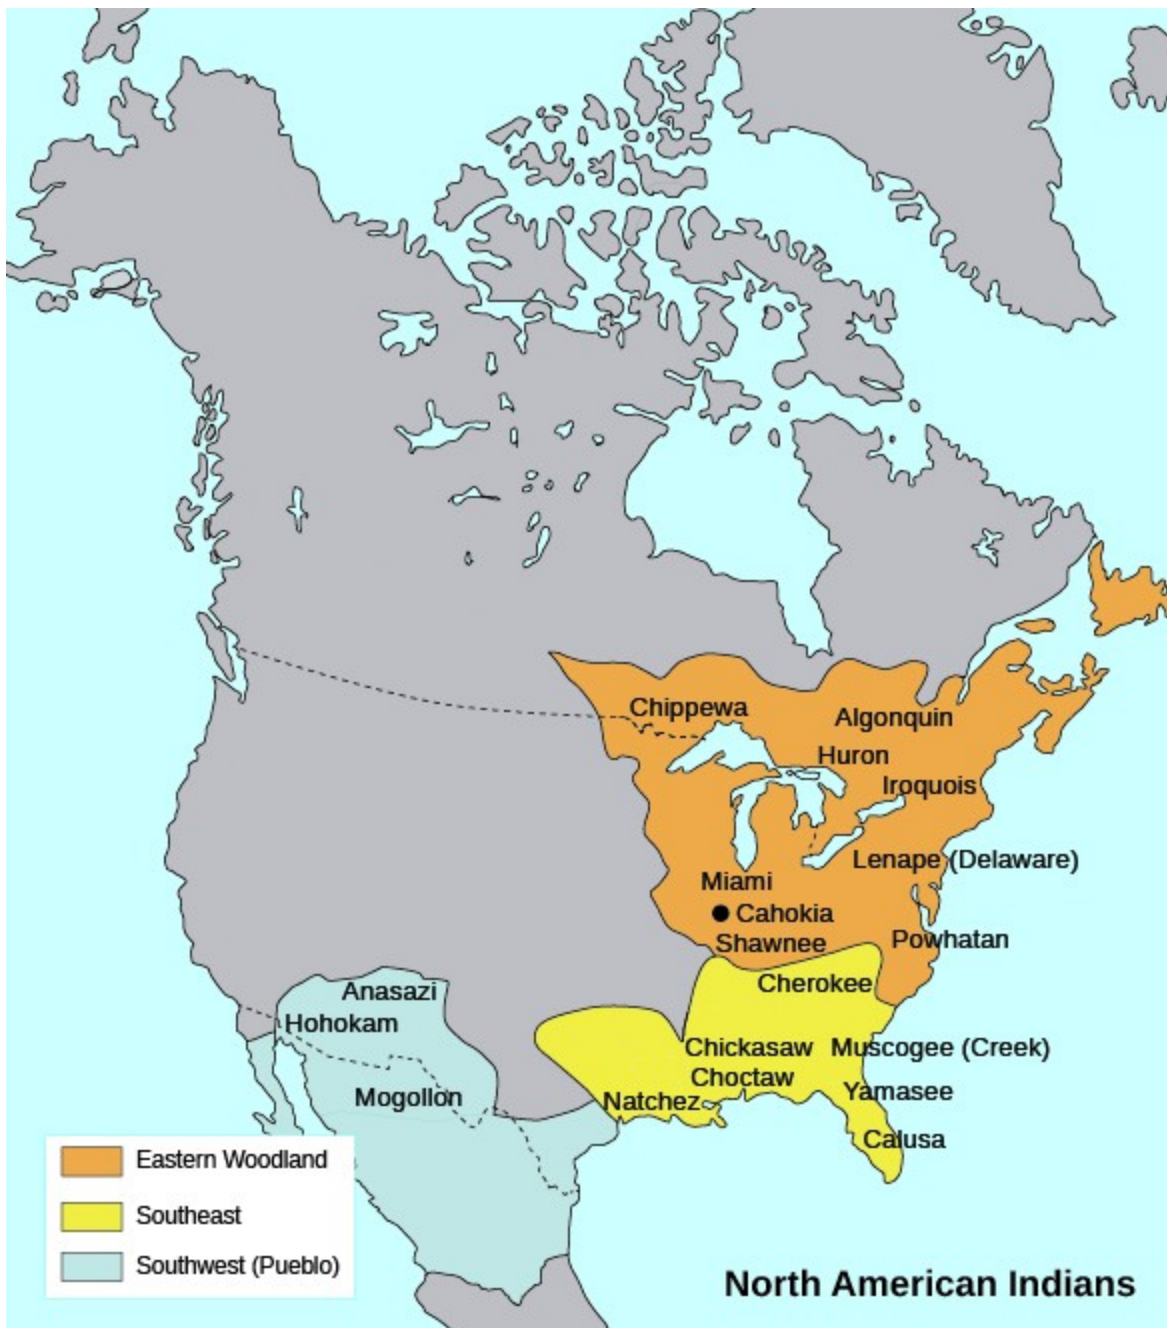 Chippewa
Algonquin
Huron
Iroquois
Lenape (Delaware)
Miami
Cahokia
Powhatan
Shawnee
Cherokee
Anasazi
Hohokam
Chickasaw
Muscogee (Creek)
Choctaw
Yamasee
Mogollon
Natchez
Calusa
Eastern Woodland
Southeast
Southwest (Pueblo)
North American Indians